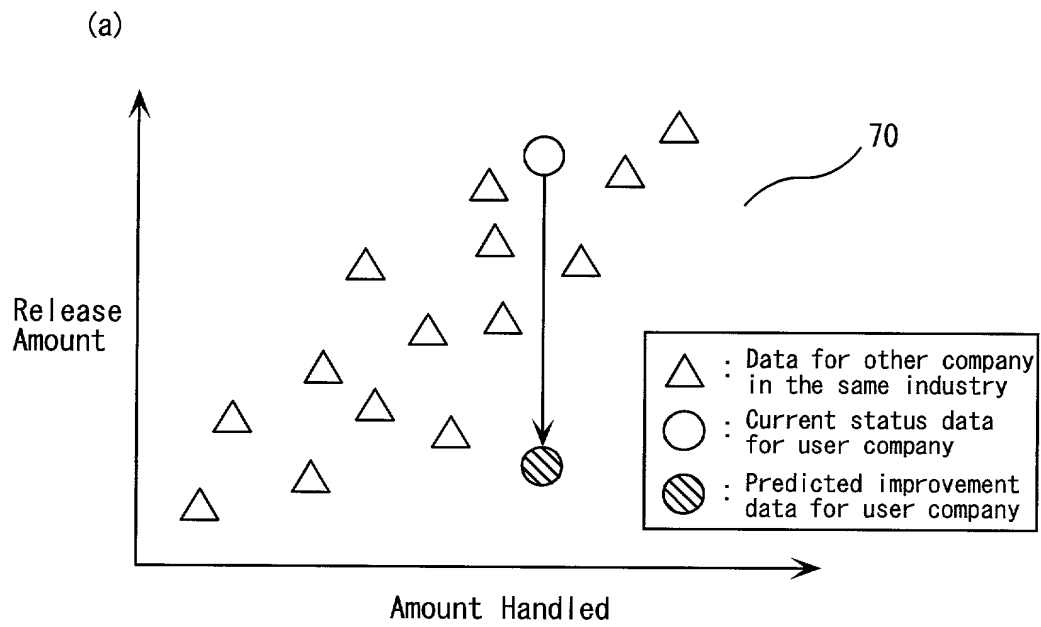 (a)
70
Release
Amount
: Data for other company
in the same industry
: Current status data
for user company
: Predicted improvement
data for user company
Amount Handled